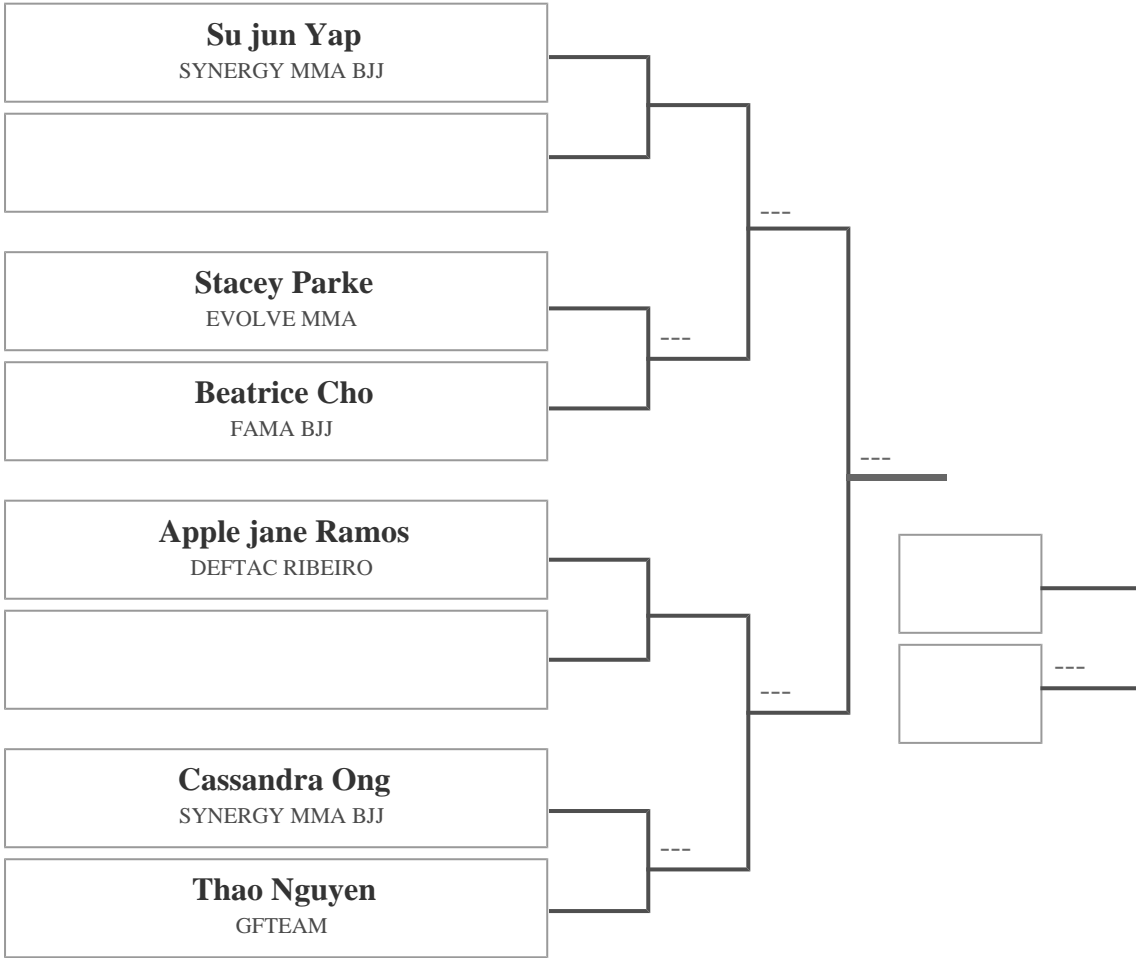 Su jun Yap
SYNERGY MMA BJJ
---
Stacey Parke
EVOLVE MMA
---
Beatrice Cho
FAMA BJJ
---
Apple jane Ramos
DEFTAC RIBEIRO
---
---
Cassandra Ong
SYNERGY MMA BJJ
---
Thao Nguyen
GFTEAM